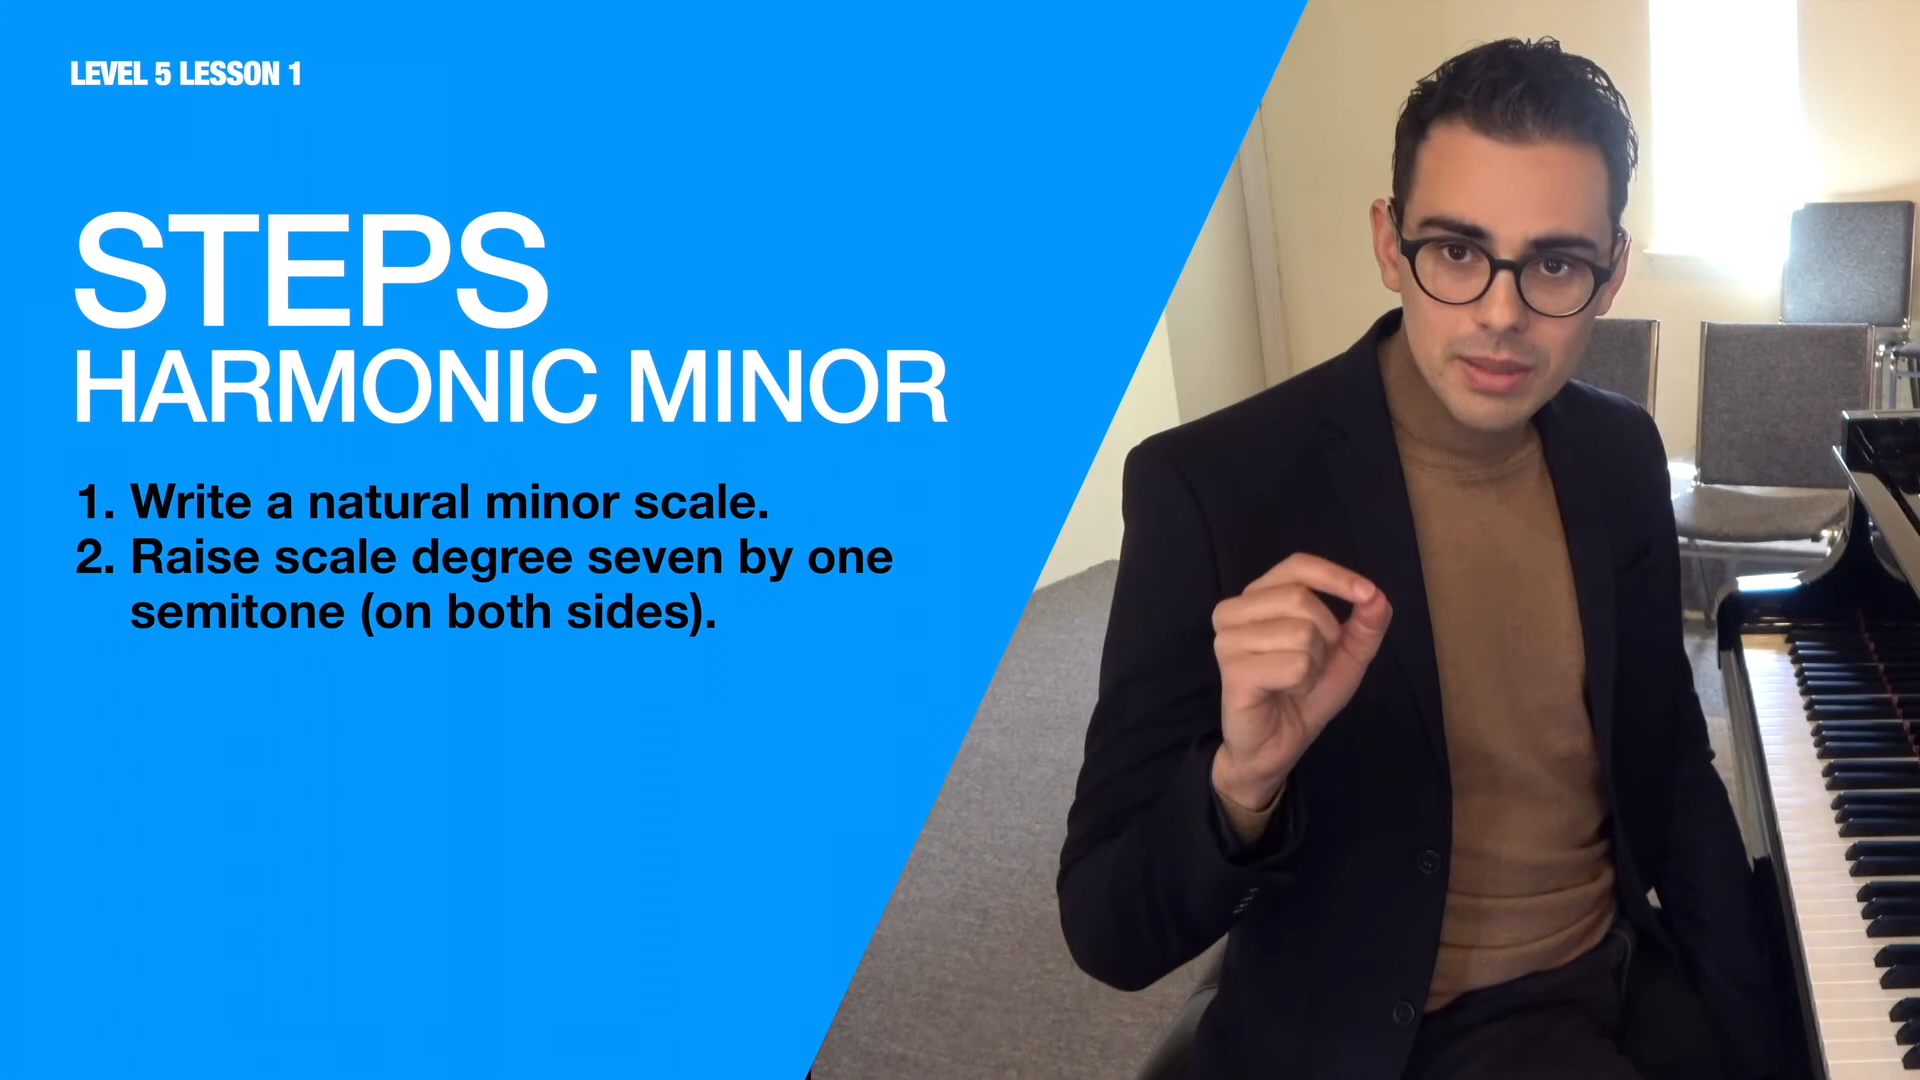 LEVEL 5 LESSON 1
STEPS
HARMONIC MINOR
1. Write a natural minor scale.
2. Raise scale degree seven by one
semitone (on both sides).